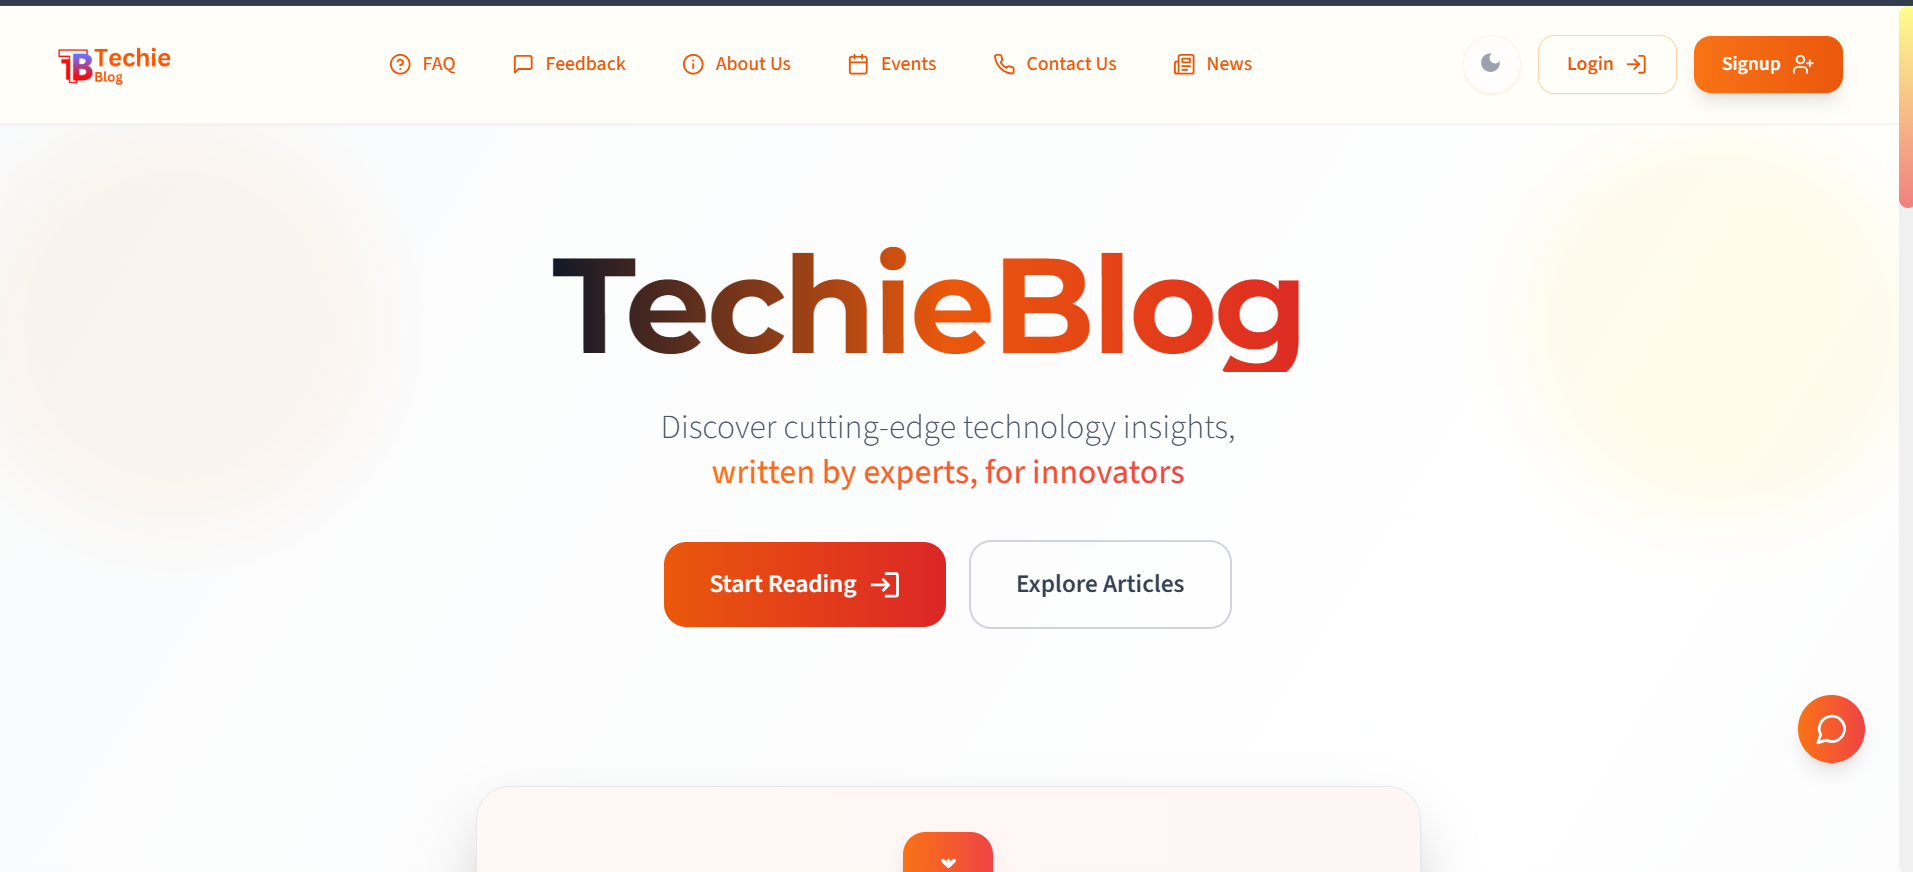 TB Techie
Blog
FAQ
Feedback
About Us
Events
Contact Us
News
Login
Signup
TechieBlog
Discover cutting-edge technology insights,
written by experts, for innovators
Start Reading
Explore Articles